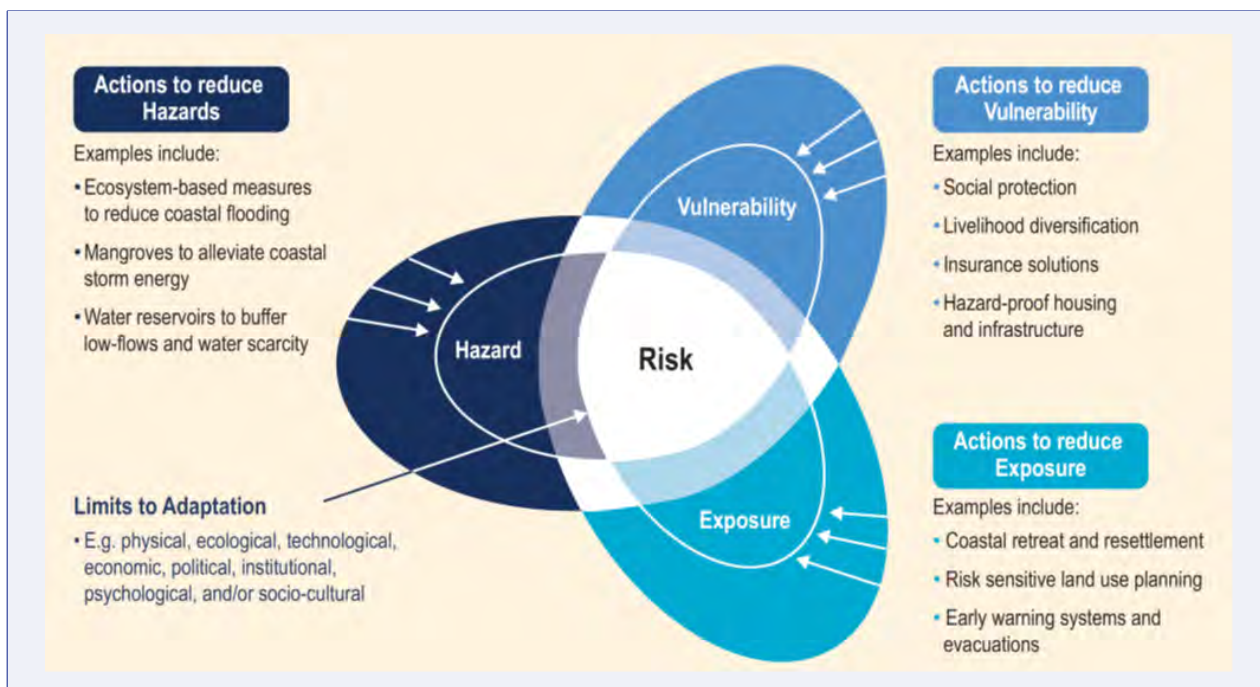 Actions to reduce
Hazards
Examples include:
• Ecosystem-based measures
to reduce coastal flooding
• Mangroves to alleviate coastal
storm energy
• Water reservoirs to buffer
low-flows and water scarcity
Limits to Adaptation
• E.g. physical, ecological, technological,
economic, political, institutional,
psychological, and/or socio-cultural
Hazard
Vulnerability
Risk
Exposure
Actions to reduce
Vulnerability
Examples include:
• Social protection
• Livelihood diversification
• Insurance solutions
• Hazard-proof housing
and infrastructure
Actions to reduce
Exposure
Examples include:
• Coastal retreat and resettlement
• Risk sensitive land use planning
• Early warning systems and
evacuations